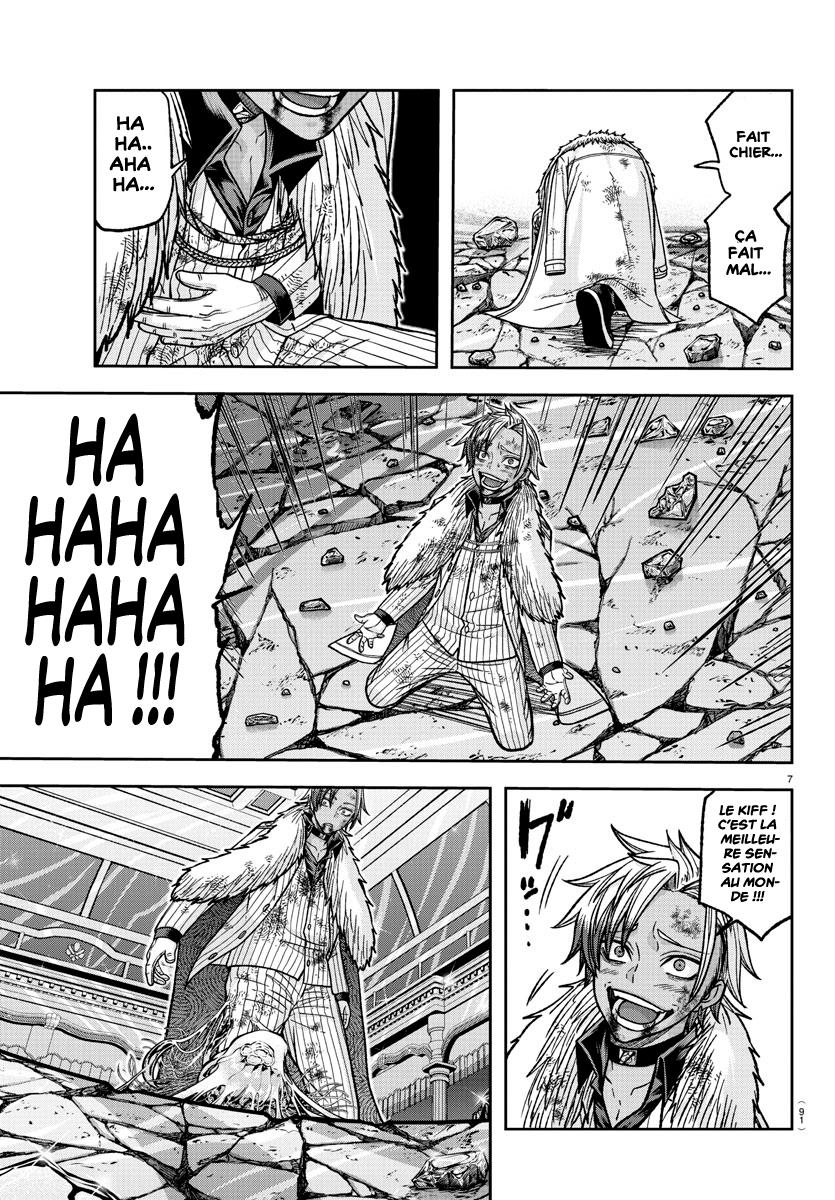 FAIT
CHIER...
ÇA
FAIT
MAL...
HA
HA..
AHA
HA...
HA
HAHA
HAHA
HA !!!
7
LE KIFF !
C'EST LA
MEILLEU-
RE SEN-
SATION
AU MON-
DE !!!
(91)